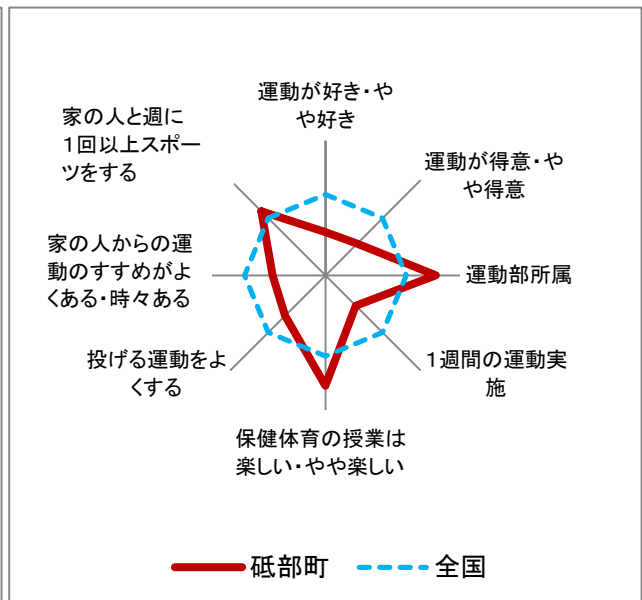 運動が好き・や
や好き
運動が得意・や
や得意
運動部所属
1週間の運動実
施
保健体育の授業は
楽しい・やや楽しい
投げる運動をよ
くする
家の人からの運
動のすすめがよ
くある・時々ある
家の人と週に
1回以上スポー
ツをする
砥部町
全国